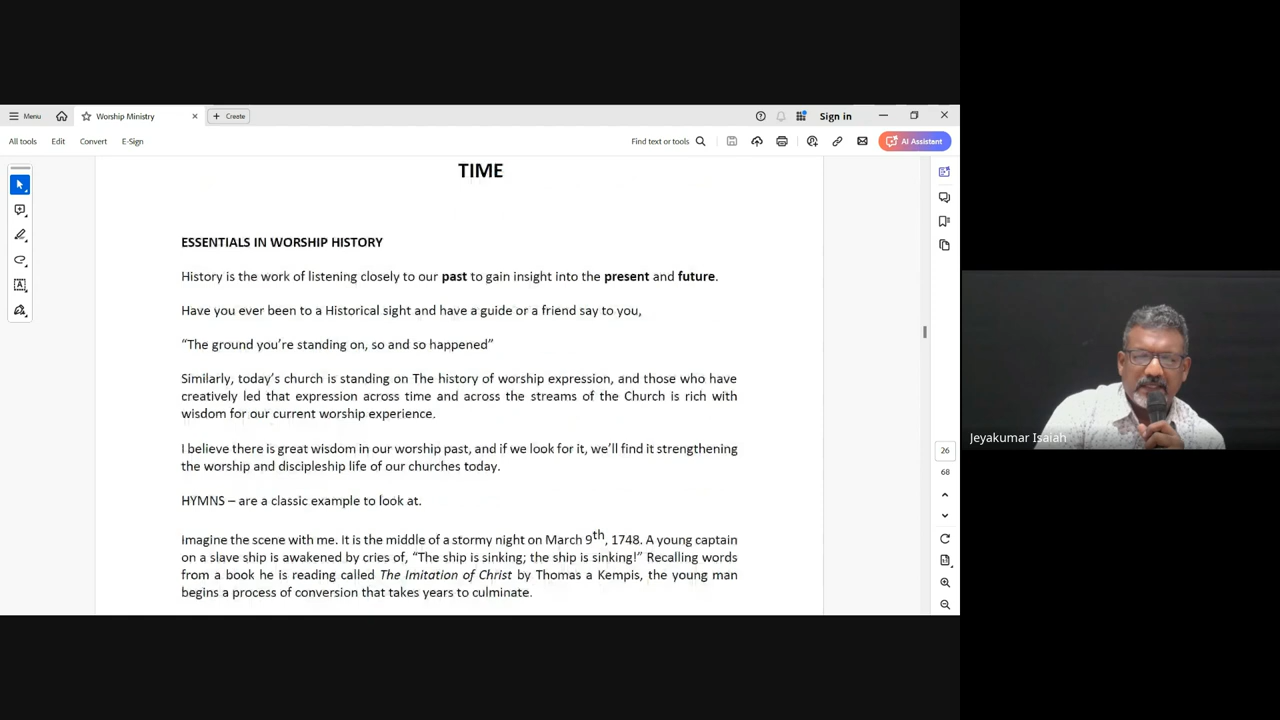 Menu
Worship Ministry
Create
Sign in
All tools
Edit
Convert
E-Sign
Find text or tools
AI Assistant
TIME
ESSENTIALS IN WORSHIP HISTORY
History is the work of listening closely to our past to gain insight into the present and future.
Have you ever been to a Historical sight and have a guide or a friend say to you,
“The ground you’re standing on, so and so happened”
Similarly, today’s church is standing on The history of worship expression, and those who have
creatively led that expression across time and across the streams of the Church is rich with
wisdom for our current worship experience.
I believe there is great wisdom in our worship past, and if we look for it, we’ll find it strengthening
the worship and discipleship life of our churches today.
HYMNS – are a classic example to look at.
Imagine the scene with me. It is the middle of a stormy night on March 9th, 1748. A young captain
on a slave ship is awakened by cries of, “The ship is sinking; the ship is sinking!” Recalling words
from a book he is reading called The Imitation of Christ by Thomas a Kempis, the young man
begins a process of conversion that takes years to culminate.
26
68
Jeyakumar Isaiah